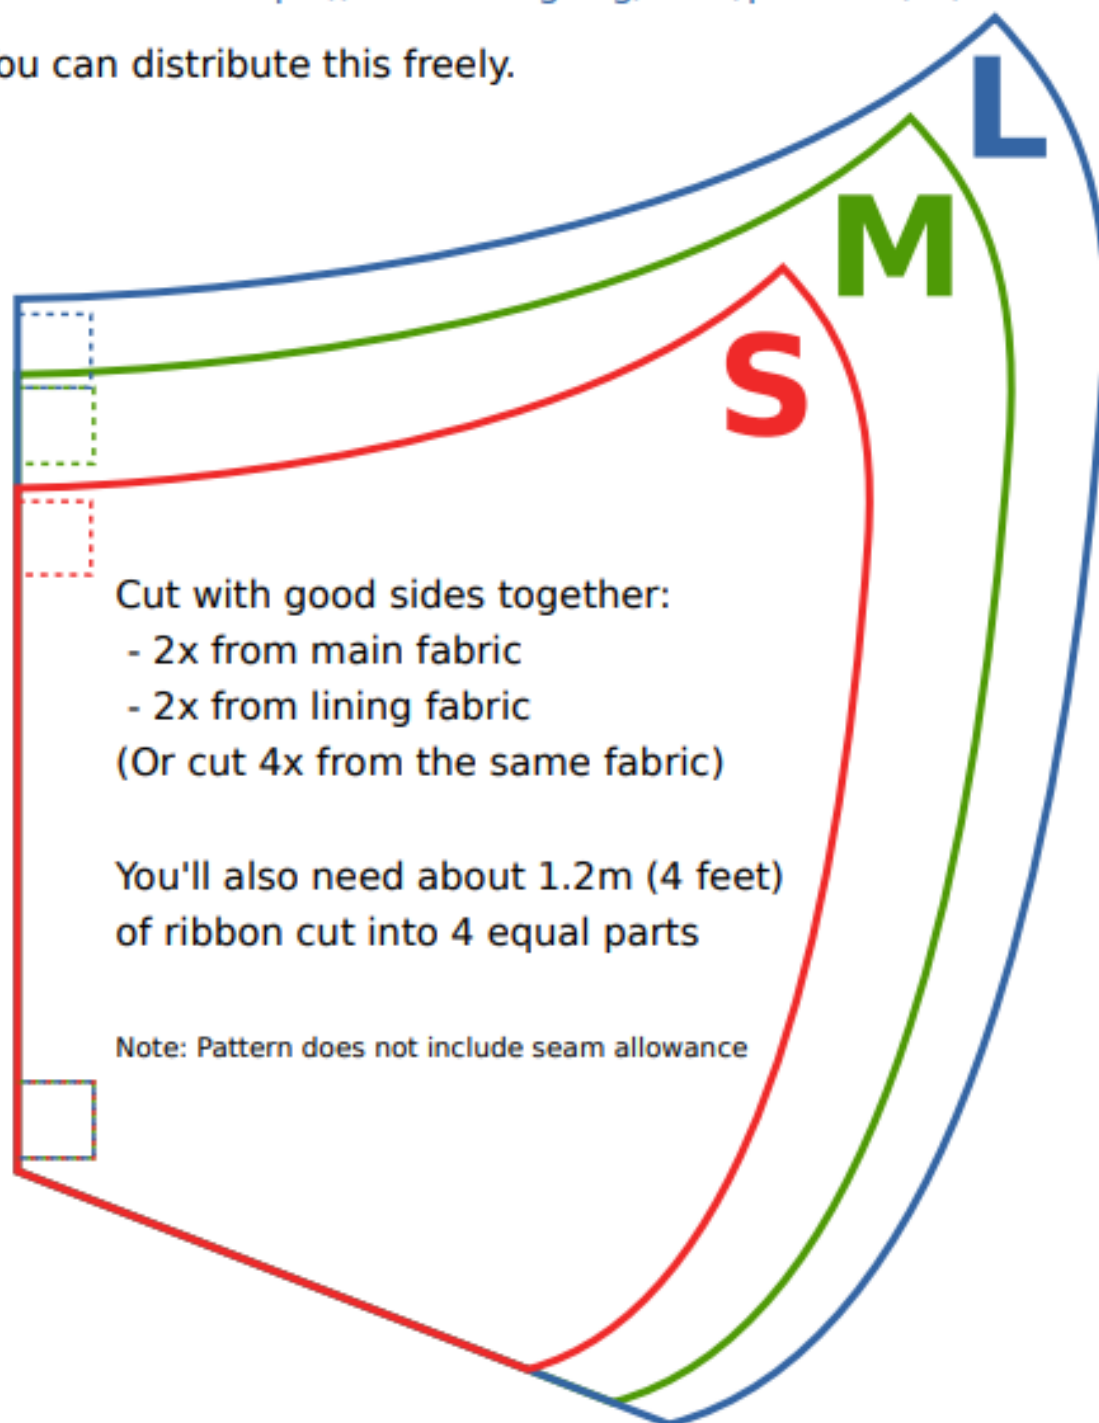 ou can distribute this freely.
L
M
S
Cut with good sides together:
- 2x from main fabric
- 2x from lining fabric
(Or cut 4x from the same fabric)
You'll also need about 1.2m (4 feet)
of ribbon cut into 4 equal parts
Note: Pattern does not include seam allowance